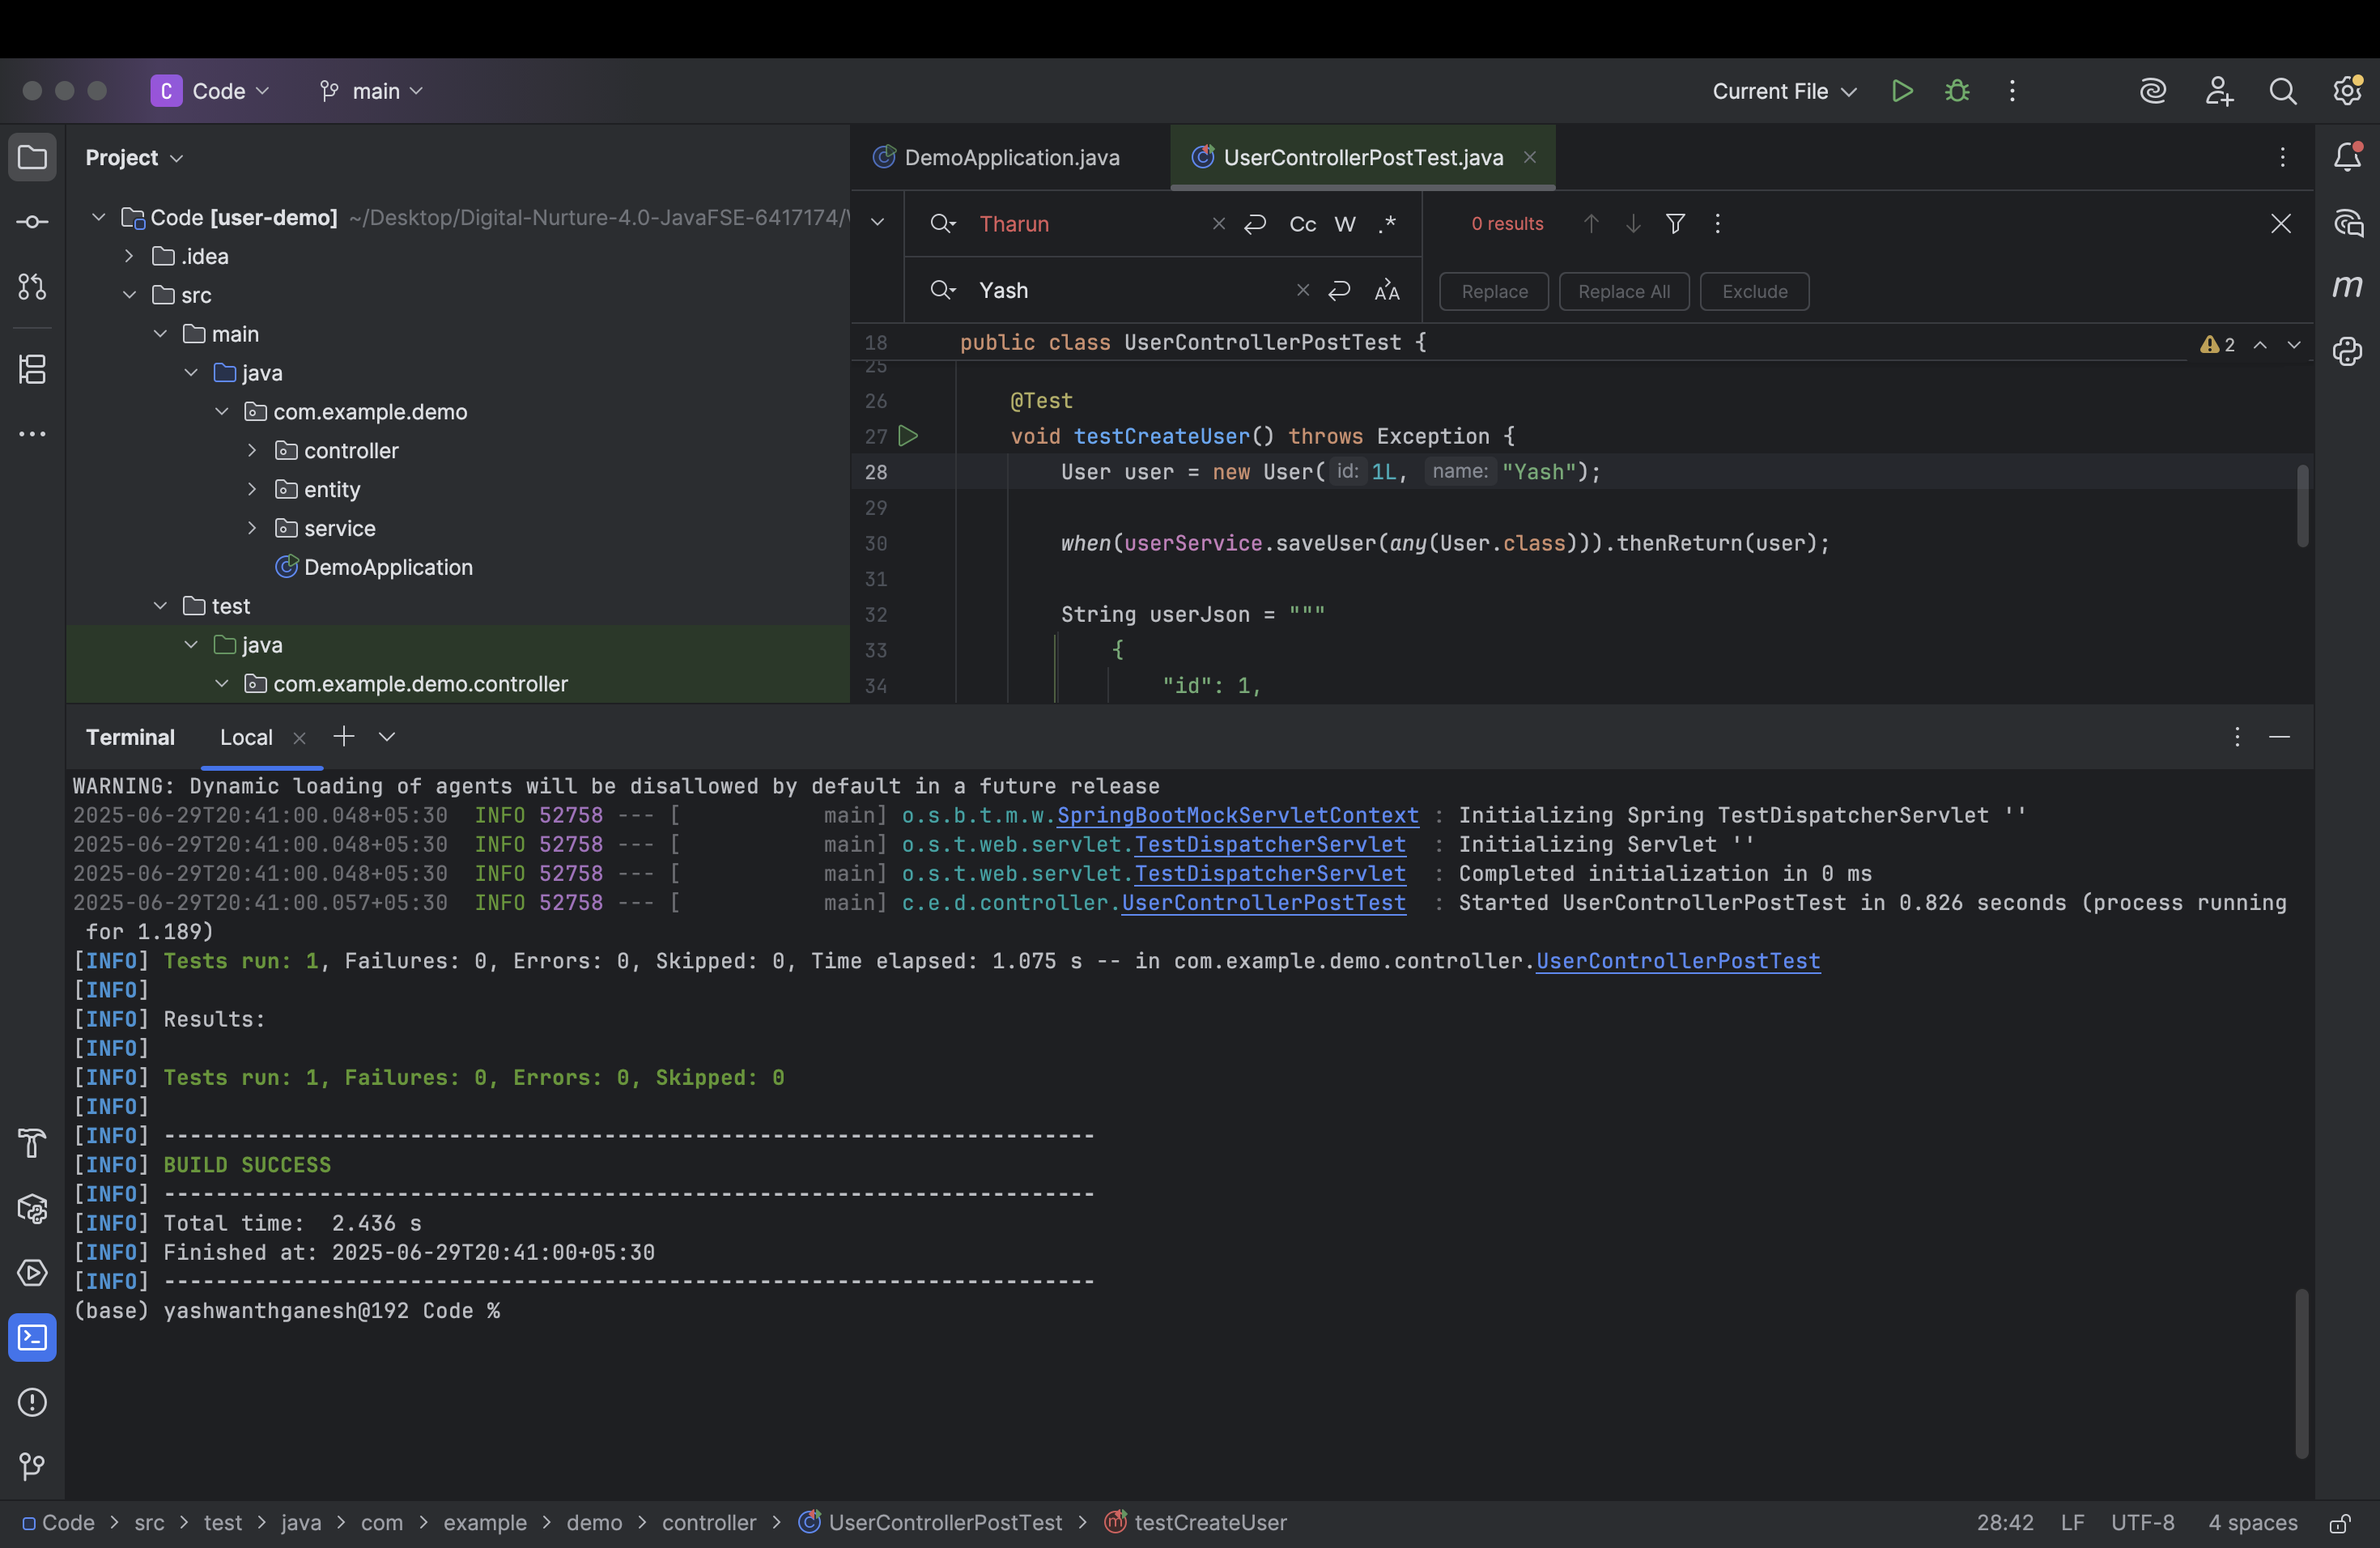 C Code main Current File
Project
Code [user-demo] ~/Desktop/Digital-Nurture-4.0-JavaFSE-6417174/
.idea
src
main
java
com.example.demo
controller
entity
service
DemoApplication
test
java
com.example.demo.controller
DemoApplication.java UserControllerPostTest.java
Tharun Cc W .* 0 results
Yash Replace Replace All Exclude
18 public class UserControllerPostTest { 2
25
26 @Test
27 void testCreateUser() throws Exception {
28 User user = new User( id: 1L, name: "Yash");
29
30 when(userService.saveUser(any(User.class))).thenReturn(user);
31
32 String userJson = """
33 {
34 "id": 1,
m
Terminal Local
WARNING: Dynamic loading of agents will be disallowed by default in a future release
2025-06-29T20:41:00.048+05:30 INFO 52758 --- [ main] o.s.b.t.m.w.SpringBootMockServletContext : Initializing Spring TestDispatcherServlet ''
2025-06-29T20:41:00.048+05:30 INFO 52758 --- [ main] o.s.t.web.servlet.TestDispatcherServlet : Initializing Servlet ''
2025-06-29T20:41:00.048+05:30 INFO 52758 --- [ main] o.s.t.web.servlet.TestDispatcherServlet : Completed initialization in 0 ms
2025-06-29T20:41:00.057+05:30 INFO 52758 --- [ main] c.e.d.controller.UserControllerPostTest : Started UserControllerPostTest in 0.826 seconds (process running
for 1.189)
[INFO] Tests run: 1, Failures: 0, Errors: 0, Skipped: 0, Time elapsed: 1.075 s -- in com.example.demo.controller.UserControllerPostTest
[INFO]
[INFO] Results:
[INFO]
[INFO] Tests run: 1, Failures: 0, Errors: 0, Skipped: 0
[INFO]
[INFO] ------------------------------------------------------------------------
[INFO] BUILD SUCCESS
[INFO] ------------------------------------------------------------------------
[INFO] Total time:  2.436 s
[INFO] Finished at: 2025-06-29T20:41:00+05:30
[INFO] ------------------------------------------------------------------------
(base) yashwanthganesh@192 Code %
Code > src > test > java > com > example > demo > controller > UserControllerPostTest > testCreateUser 28:42 LF UTF-8 4 spaces